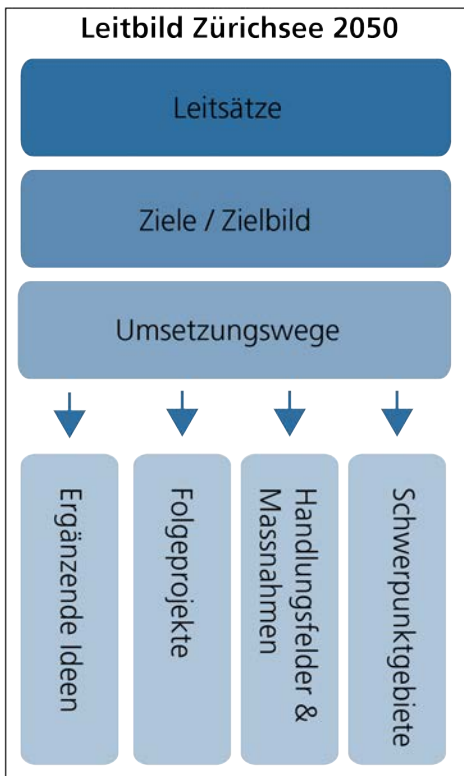 Leitbild Zürichsee 2050
Leitsätze
Ziele / Zielbild
Umsetzungswege
Ergänzende Ideen
Folgeprojekte
Handlungsfelder &
Massnahmen
Schwerpunktgebiete